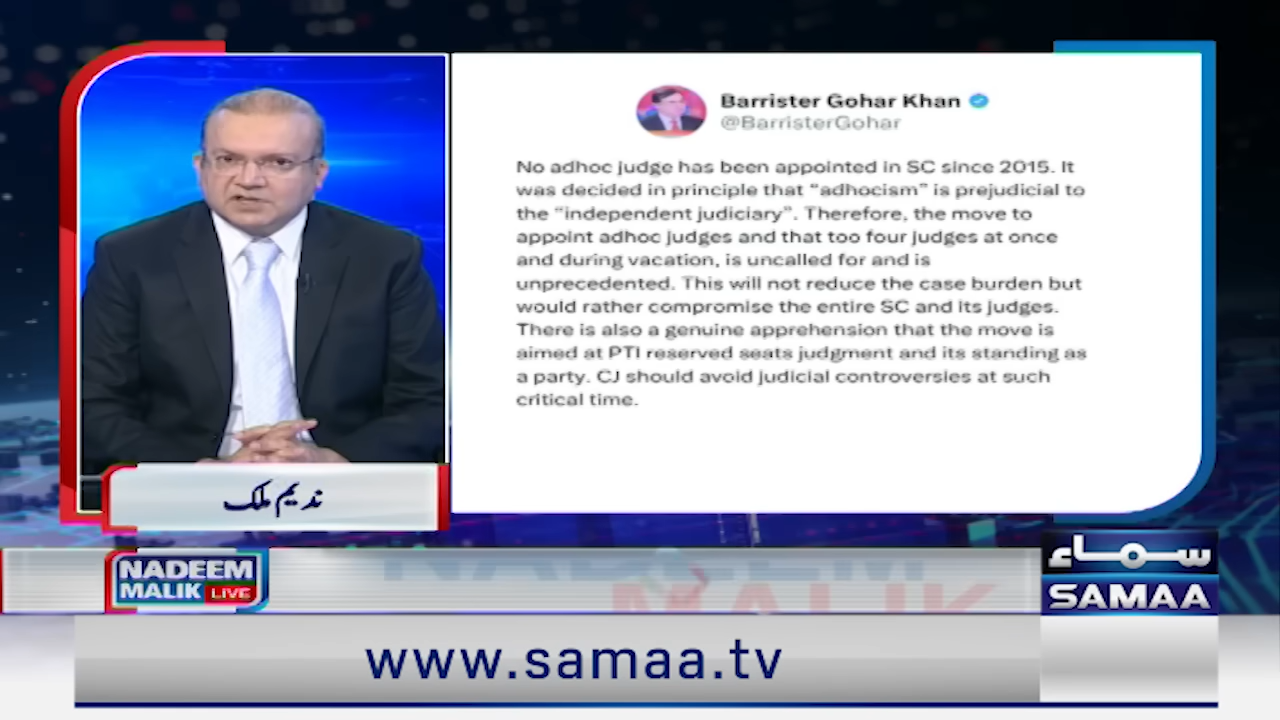 Barrister Gohar Khan
@BarristerGohar
No adhoc judge has been appointed in SC since 2015. It
was decided in principle that “adhocism” is prejudicial to
the “independent judiciary”. Therefore, the move to
appoint adhoc judges and that too four judges at once
and during vacation, is uncalled for and is
unprecedented. This will not reduce the case burden but
would rather compromise the entire SC and its judges.
There is also a genuine apprehension that the move is
aimed at PTI reserved seats judgment and its standing as
a party. CJ should avoid judicial controversies at such
critical time.
ندیم ملک
NADEEM
MALIK LIVE
MALIK
سماء
SAMAA
www.samaa.tv